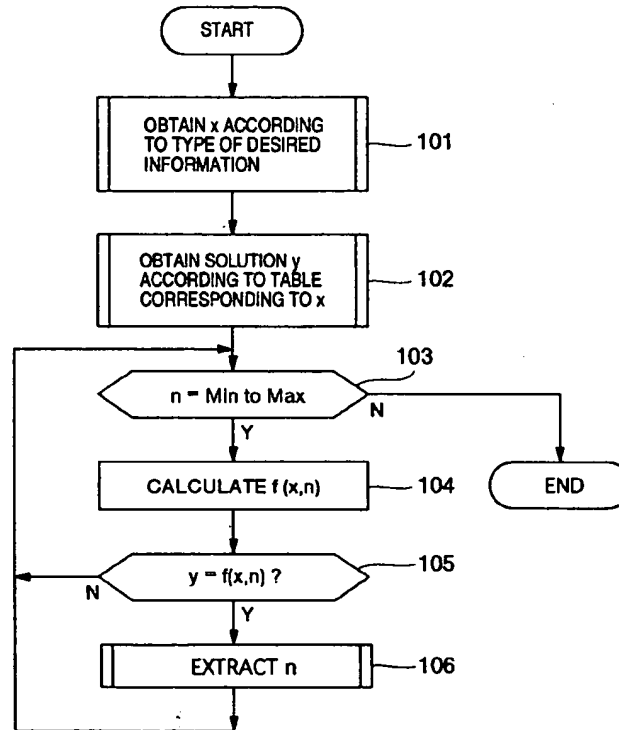 START
OBTAIN x ACCORDING
TO TYPE OF DESIRED
INFORMATION
101
OBTAIN SOLUTION y
ACCORDING TO TABLE
CORRESPONDING TO x
102
103
n = Min to Max
N
Y
CALCULATE f (x,n)
104
END
105
y = f(x,n) ?
N
Y
EXTRACT n
106